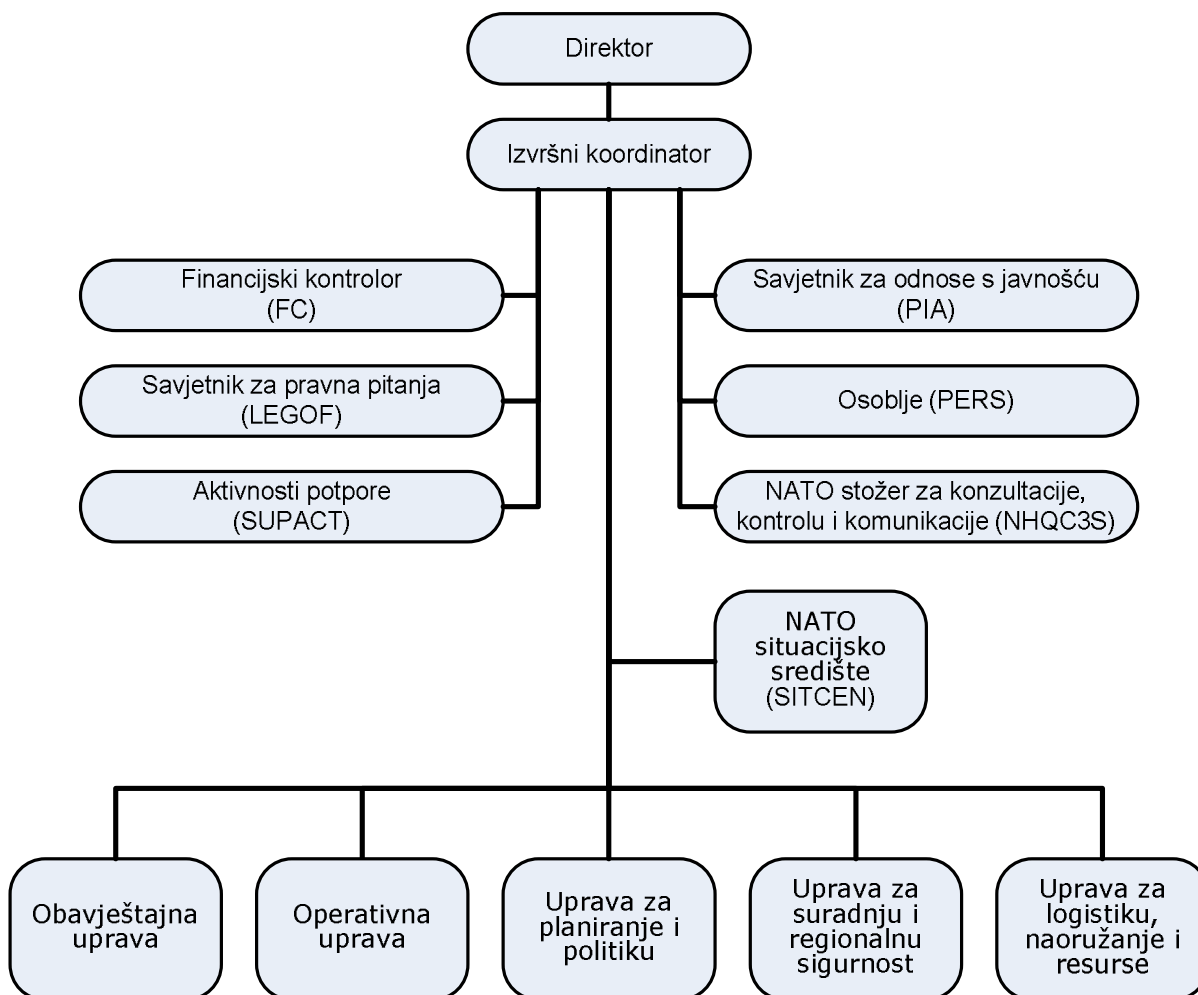 Direktor
Izvršni koordinator
Financijski kontrolor
(FC)
Savjetnik za odnose s javnošću
(PIA)
Savjetnik za pravna pitanja
(LEGOF)
Osoblje (PERS)
Aktivnosti potpore
(SUPACT)
NATO stožer za konzultacije,
kontrolu i komunikacije (NHQC3S)
NATO
situacijsko
središte
(SITCEN)
Obavještajna
uprava
Operativna
uprava
Uprava za
planiranje i
politiku
Uprava za
suradnju i
regionalnu
sigurnost
Uprava za
logistiku,
naoružanje i
resurse